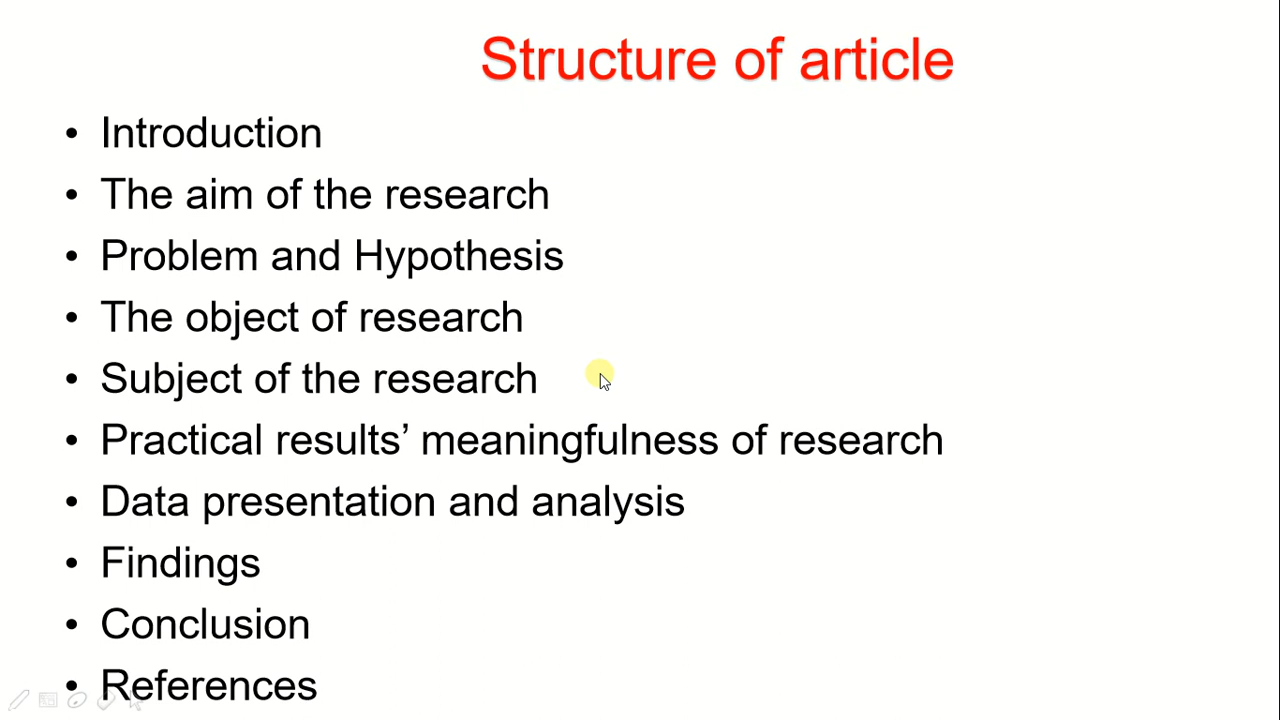 Structure of article
• Introduction
• The aim of the research
• Problem and Hypothesis
• The object of research
• Subject of the research
• Practical results’ meaningfulness of research
• Data presentation and analysis
• Findings
• Conclusion
• References